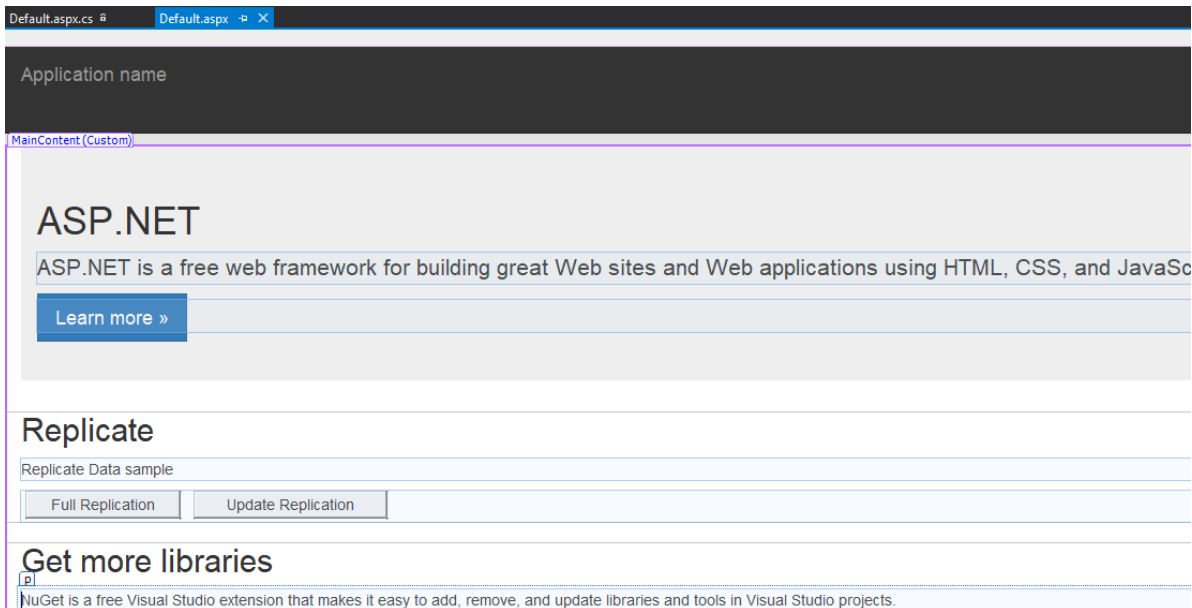 Default.aspx.cs Default.aspx
Application name
MainContent (Custom)
ASP.NET
ASP.NET is a free web framework for building great Web sites and Web applications using HTML, CSS, and JavaSc
Learn more »
Replicate
Replicate Data sample
Full Replication Update Replication
Get more libraries
p
NuGet is a free Visual Studio extension that makes it easy to add, remove, and update libraries and tools in Visual Studio projects.